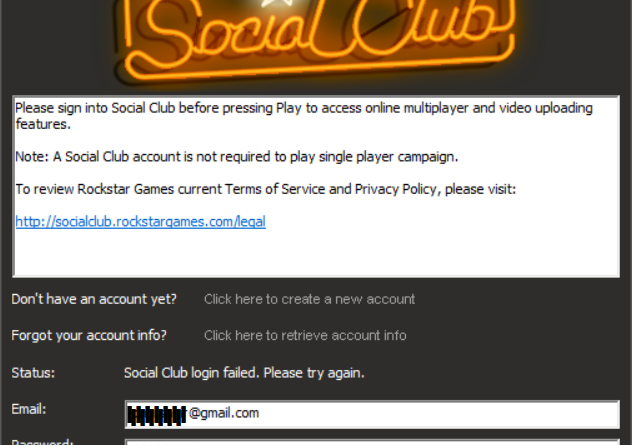 Social Club
Please sign into Social Club before pressing Play to access online multiplayer and video uploading
features.
Note: A Social Club account is not required to play single player campaign.
To review Rockstar Games current Terms of Service and Privacy Policy, please visit:
http://socialclub.rockstargames.com/legal
Don't have an account yet? Click here to create a new account
Forgot your account info? Click here to retrieve account info
Status: Social Club login failed. Please try again.
Email: @gmail.com
Password: